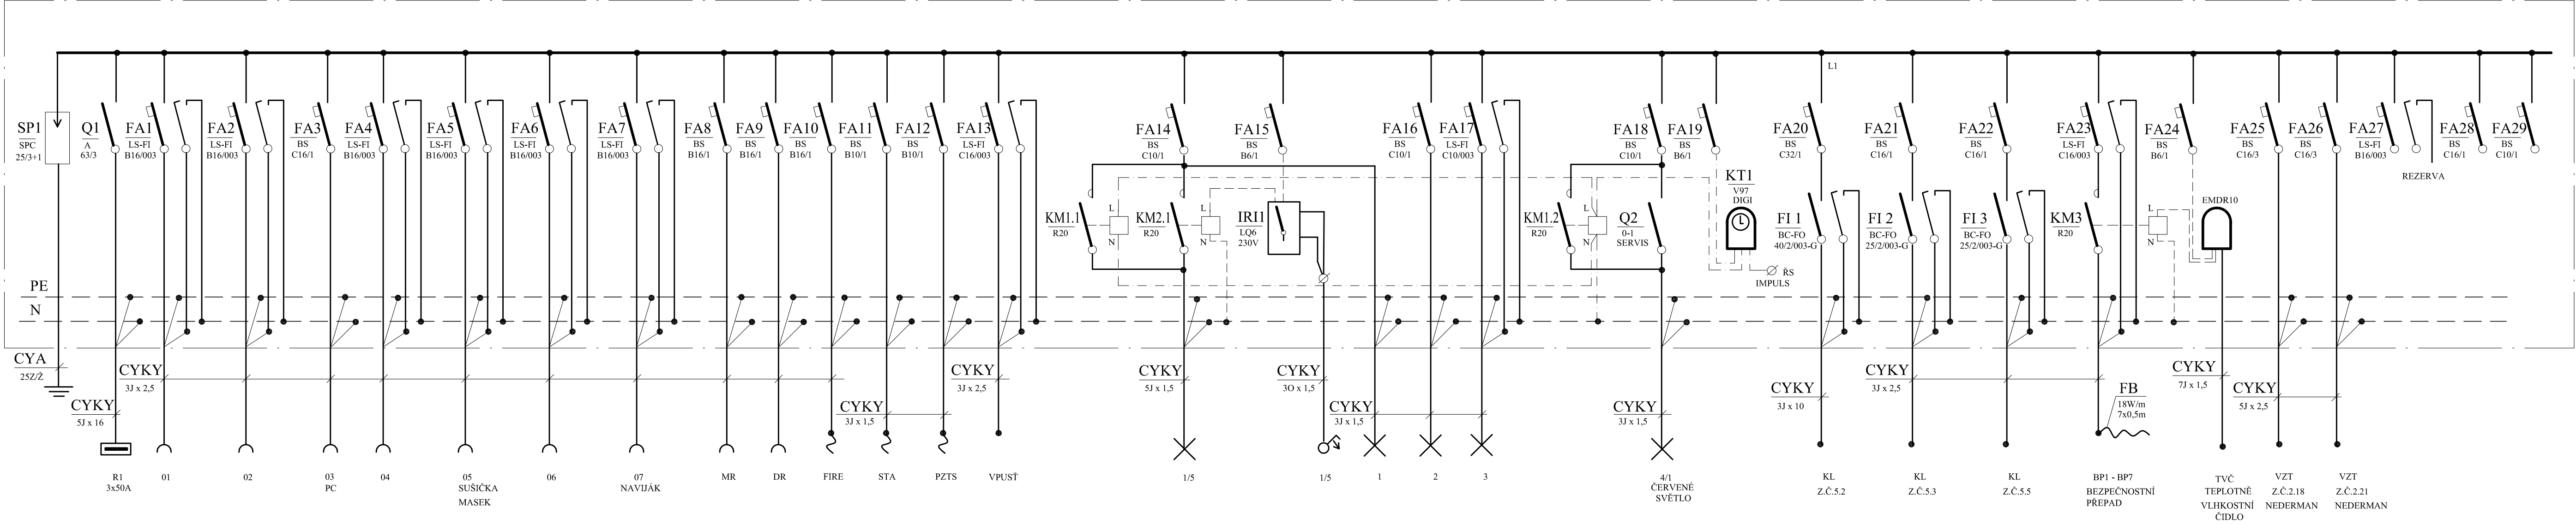 L1
SP1
SPC
25/3+1
Q1
A
63/3
FA1
LS-FI
B16/003
FA2
LS-FI
B16/003
FA3
BS
C16/1
FA4
LS-FI
B16/003
FA5
LS-FI
B16/003
FA6
LS-FI
B16/003
FA7
LS-FI
B16/003
FA8
BS
B16/1
FA9
BS
B16/1
FA10
BS
B16/1
FA11
BS
B10/1
FA12
BS
B10/1
FA13
LS-FI
C16/003
FA14
BS
C10/1
FA15
BS
B6/1
FA16
BS
C10/1
FA17
LS-FI
C10/003
FA18
BS
C10/1
FA19
BS
B6/1
FA20
BS
C32/1
FA21
BS
C16/1
FA22
BS
C16/1
FA23
LS-FI
C16/003
FA24
BS
B6/1
FA25
BS
C16/3
FA26
BS
C16/3
FA27
LS-FI
B16/003
FA28
BS
C16/1
FA29
BS
C10/1
REZERVA
KM1.1
R20
L
N
KM2.1
R20
L
N
IRI1
LQ6
230V
KM1.2
R20
L
N
Q2
0-1
SERVIS
KT1
V97
DIGI
ŘS
IMPULS
FI 1
BC-FO
40/2/003-G
FI 2
BC-FO
25/2/003-G
FI 3
BC-FO
25/2/003-G
KM3
R20
L
N
EMDR10
PE
N
CYA
25Z/Ž
CYKY
5J x 16
CYKY
3J x 2,5
CYKY
3J x 1,5
CYKY
3J x 2,5
CYKY
5J x 1,5
CYKY
3O x 1,5
CYKY
3J x 1,5
CYKY
3J x 1,5
CYKY
3J x 10
CYKY
3J x 2,5
FB
18W/m
7x0,5m
CYKY
7J x 1,5
CYKY
5J x 2,5
R1
3x50A
01
02
03
PC
04
05
SUŠIČKA
MASEK
06
07
NAVIJÁK
MR
DR
FIRE
STA
PZTS
VPUSŤ
1/5
1/5
1
2
3
4/1
ČERVENÉ
SVĚTLO
KL
Z.Č.5.2
KL
Z.Č.5.3
KL
Z.Č.5.5
BP1 - BP7
BEZPEČNOSTNÍ
PŘEPAD
TVČ
TEPLOTNĚ
VLHKOSTNÍ
ČIDLO
VZT
Z.Č.2.18
NEDERMAN
VZT
Z.Č.2.21
NEDERMAN